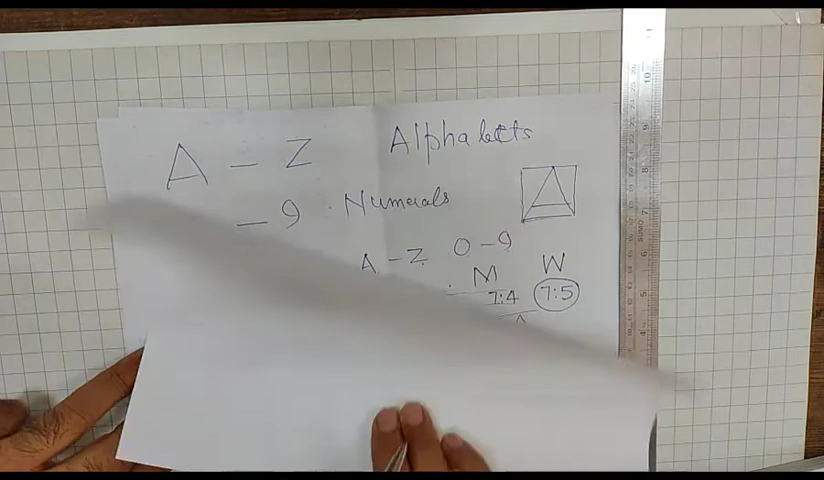 A – Z Alphabets
– 9 Numerals
A
A – Z 0 – 9
M W
7:4 7:5